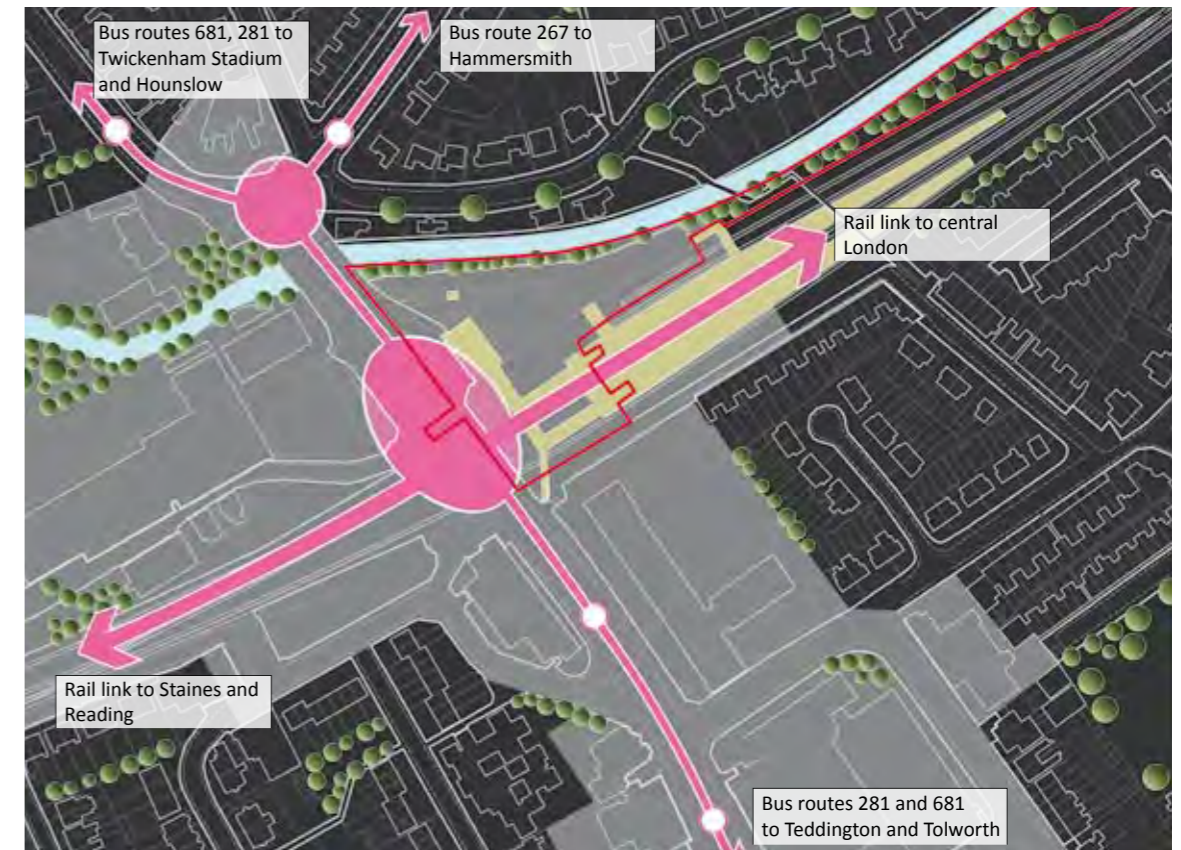 Bus routes 681, 281 to
Twickenham Stadium
and Hounslow
Bus route 267 to
Hammersmith
Rail link to central
London
Rail link to Staines and
Reading
Bus routes 281 and 681
to Teddington and Tolworth